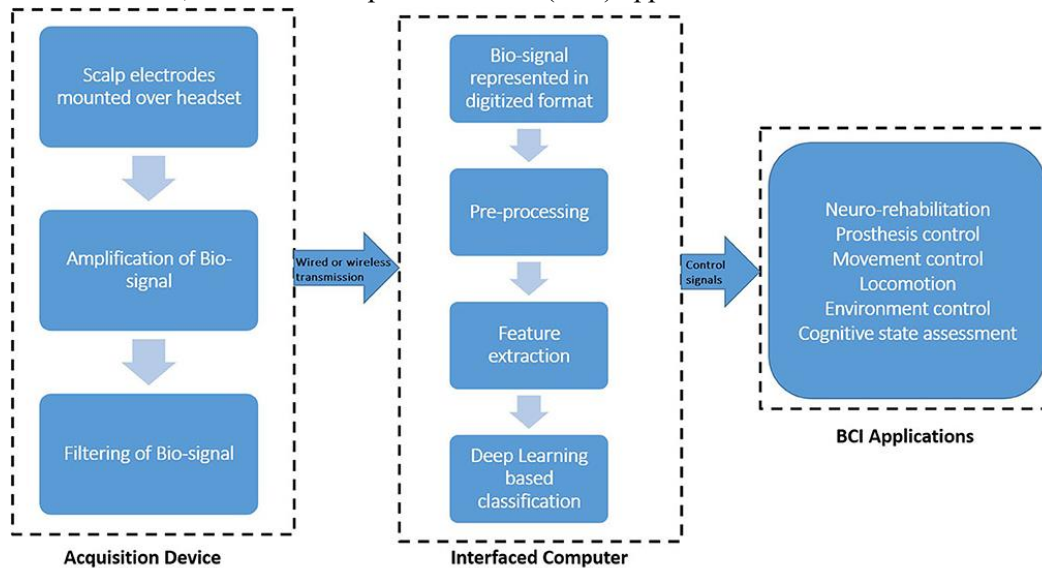 Scalp electrodes
mounted over headset
Amplification of Bio-
signal
Filtering of Bio-signal
Acquisition Device
Wired or wireless
transmission
Bio-signal
represented in
digitized format
Pre-processing
Feature
extraction
Deep Learning
based
classification
Interfaced Computer
Control
signals
Neuro-rehabilitation
Prosthesis control
Movement control
Locomotion
Environment control
Cognitive state assessment
BCI Applications